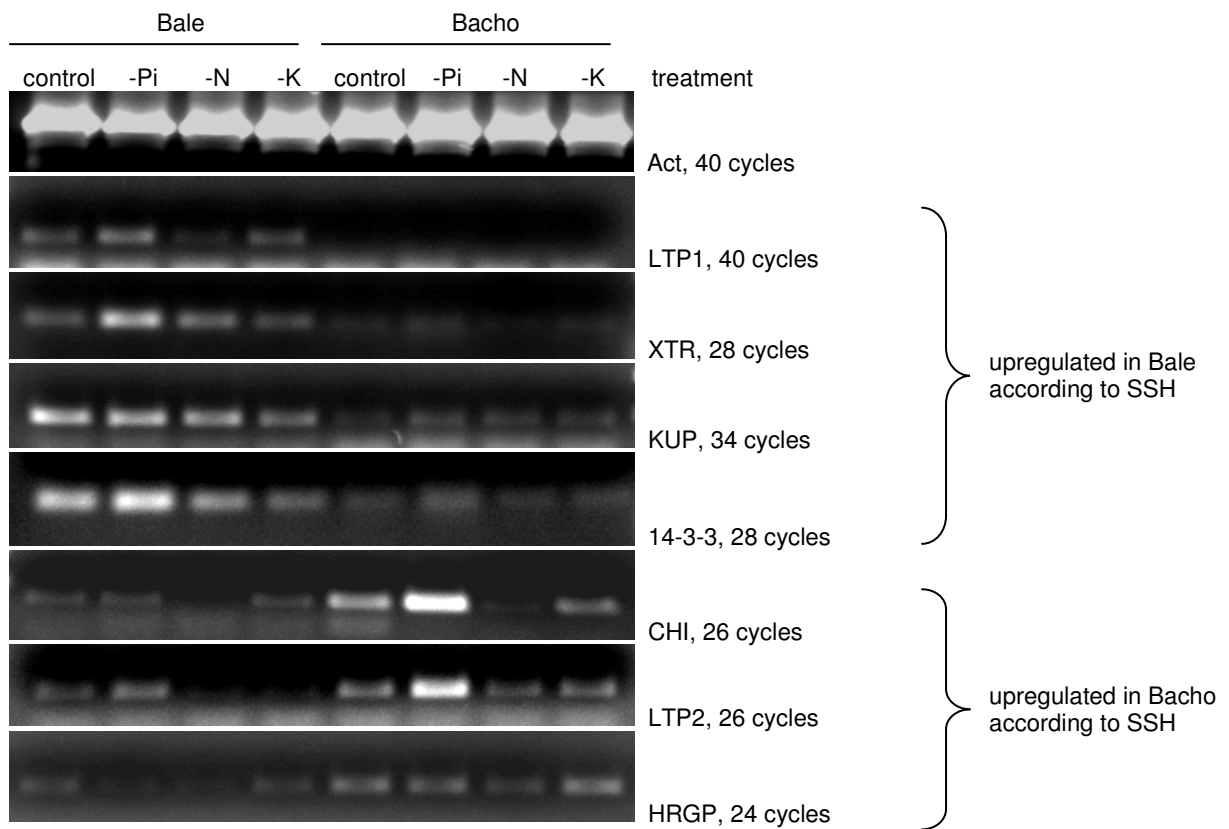 Bale Bacho
control -Pi -N -K control -Pi -N -K treatment
Act, 40 cycles
LTP1, 40 cycles
XTR, 28 cycles
KUP, 34 cycles
14-3-3, 28 cycles
upregulated in Bale
according to SSH
CHI, 26 cycles
LTP2, 26 cycles
HRGP, 24 cycles
upregulated in Bacho
according to SSH